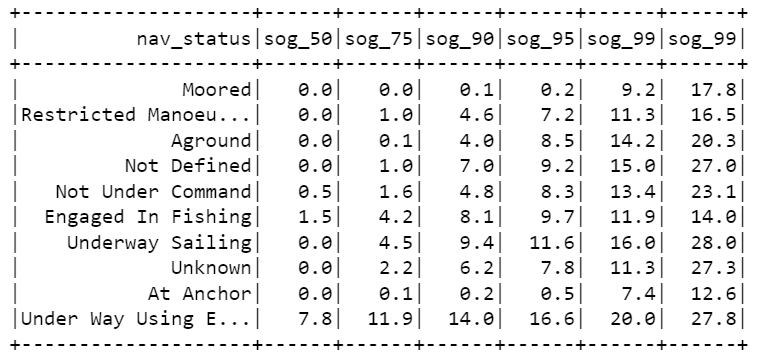 +--------------------+------+------+------+------+------+------+
|          nav_status|sog_50|sog_75|sog_90|sog_95|sog_99|sog_99|
+--------------------+------+------+------+------+------+------+
|              Moored|   0.0|   0.0|   0.1|   0.2|   9.2|  17.8|
|Restricted Manoeu...|   0.0|   1.0|   4.6|   7.2|  11.3|  16.5|
|             Aground|   0.0|   0.1|   4.0|   8.5|  14.2|  20.3|
|         Not Defined|   0.0|   1.0|   7.0|   9.2|  15.0|  27.0|
|   Not Under Command|   0.5|   1.6|   4.8|   8.3|  13.4|  23.1|
|  Engaged In Fishing|   1.5|   4.2|   8.1|   9.7|  11.9|  14.0|
|    Underway Sailing|   0.0|   4.5|   9.4|  11.6|  16.0|  28.0|
|             Unknown|   0.0|   2.2|   6.2|   7.8|  11.3|  27.3|
|           At Anchor|   0.0|   0.1|   0.2|   0.5|   7.4|  12.6|
|Under Way Using E...|   7.8|  11.9|  14.0|  16.6|  20.0|  27.8|
+--------------------+------+------+------+------+------+------+